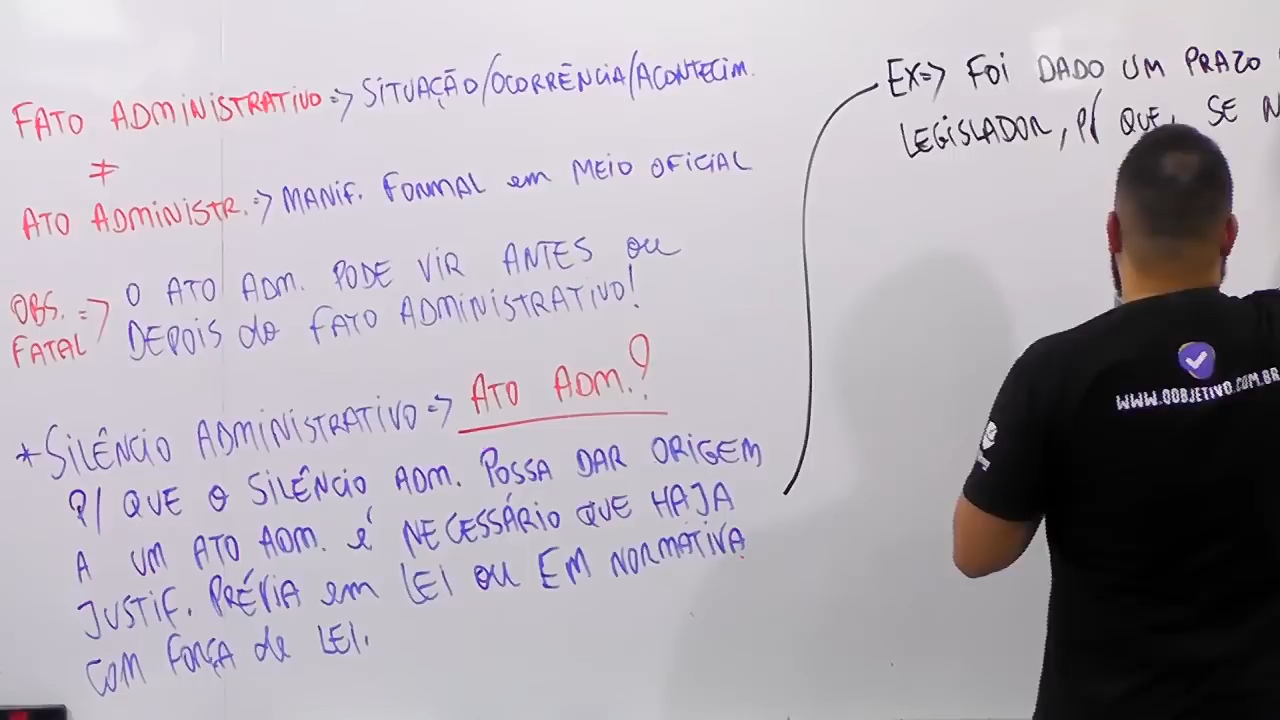 FATO ADMINISTRATIVO => SITUAÇÃO/OCORRÊNCIA/ACONTECIM.
≠
ATO ADMINISTR. => MANIF. FORMAL em MEIO OFICIAL
OBS. FATAL => O ATO ADM. PODE VIR ANTES OU
DEPOIS do FATO ADMINISTRATIVO!
*SILÊNCIO ADMINISTRATIVO => ATO ADM.?
P/ QUE O SILÊNCIO ADM. POSSA DAR ORIGEM
A UM ATO ADM. É NECESSÁRIO QUE HAJA
JUSTIF. PRÉVIA em LEI OU EM NORMATIVA
COM FORÇA de LEI.
EX => FOI DADO UM PRAZO
LEGISLADOR, P/ QUE, SE
WWW.OOBJETIVO.COM.BR